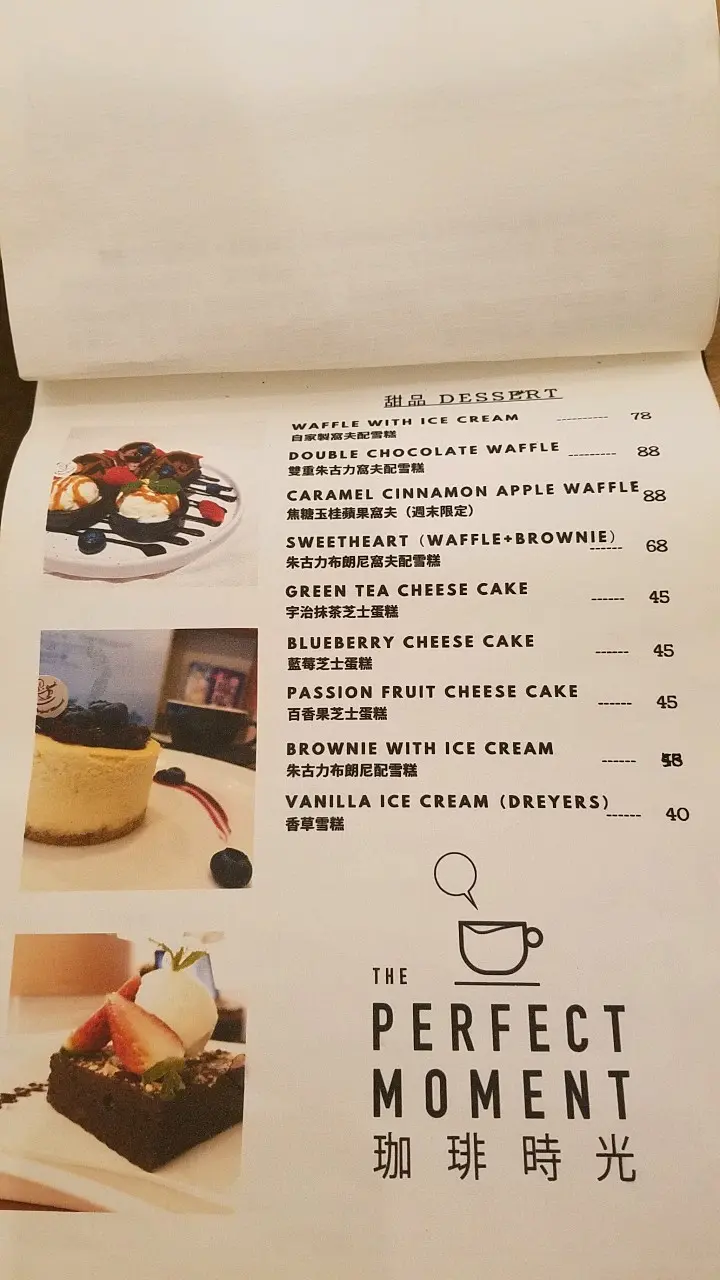 甜品 DESSERT
WAFFLE WITH ICE CREAM ---------- 78
自家製窩夫配雪糕
DOUBLE CHOCOLATE WAFFLE --------- 88
雙重朱古力窩夫配雪糕
CARAMEL CINNAMON APPLE WAFFLE 88
焦糖玉桂蘋果窩夫（週末限定）
SWEETHEART (WAFFLE+BROWNIE) ------ 68
朱古力布朗尼窩夫配雪糕
GREEN TEA CHEESE CAKE ------ 45
宇治抹茶芝士蛋糕
BLUEBERRY CHEESE CAKE ------ 45
藍莓芝士蛋糕
PASSION FRUIT CHEESE CAKE ------ 45
百香果芝士蛋糕
BROWNIE WITH ICE CREAM ------
朱古力布朗尼配雪糕
VANILLA ICE CREAM (DREYERS) ------ 40
香草雪糕
THE
PERFECT
MOMENT
珈琲時光